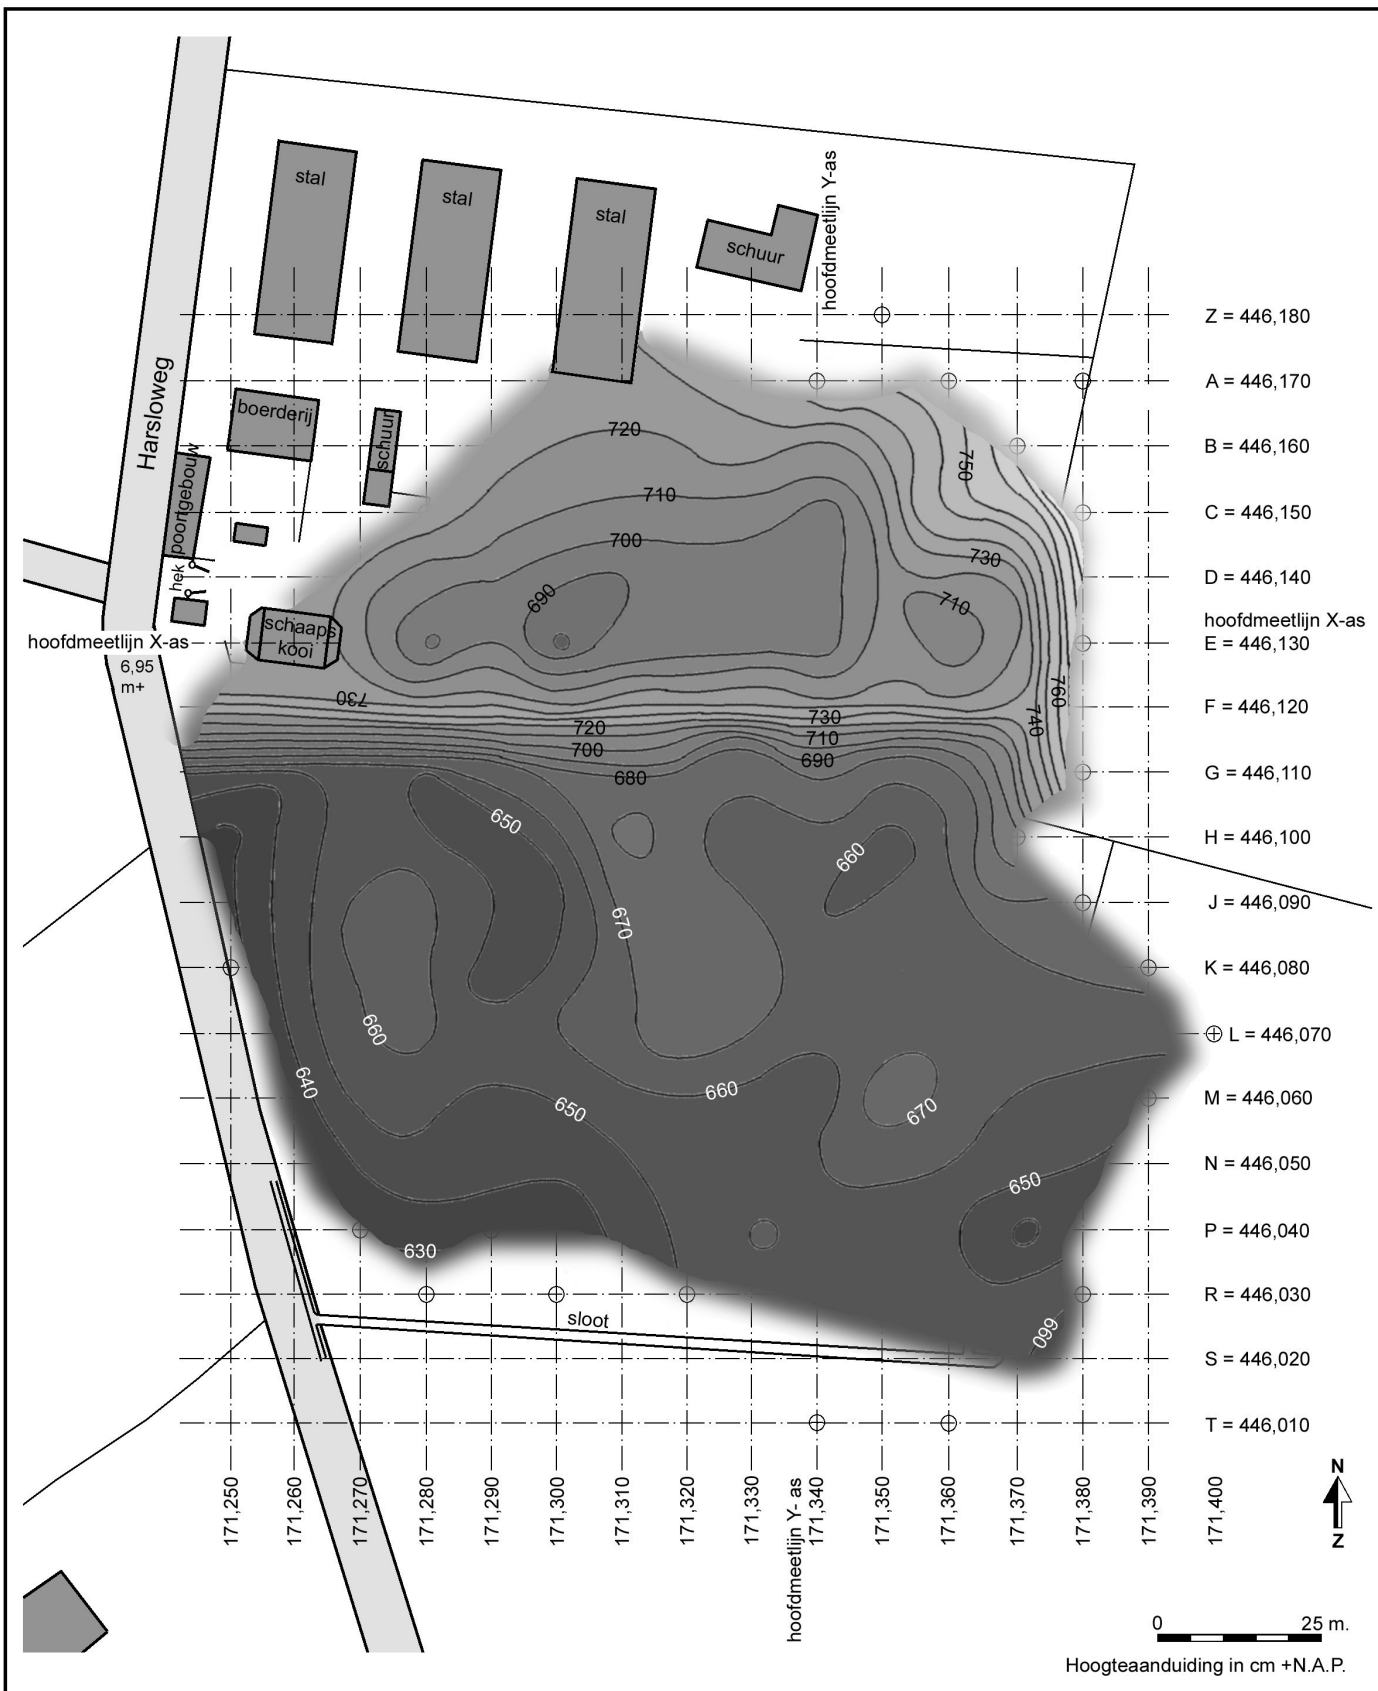 stal
stal
stal
schuur
hoofdmeetlijn Y-as
Z = 446,180
A = 446,170
B = 446,160
C = 446,150
D = 446,140
hoofdmeetlijn X-as
E = 446,130
F = 446,120
G = 446,110
H = 446,100
J = 446,090
K = 446,080
L = 446,070
M = 446,060
N = 446,050
P = 446,040
R = 446,030
S = 446,020
T = 446,010
Harsloweg
boerderij
schuur
poortgebouw
hek
schaaps
kooi
hoofdmeetlijn X-as
6,95
m+
720
710
700
690
750
730
710
760
740
730
720
700
680
730
710
690
650
660
670
660
640
650
660
670
650
630
660
sloot
171,250
171,260
171,270
171,280
171,290
171,300
171,310
171,320
171,330
hoofdmeetlijn Y- as
171,340
171,350
171,360
171,370
171,380
171,390
171,400
N
Z
0 25 m.
Hoogteaanduiding in cm +N.A.P.